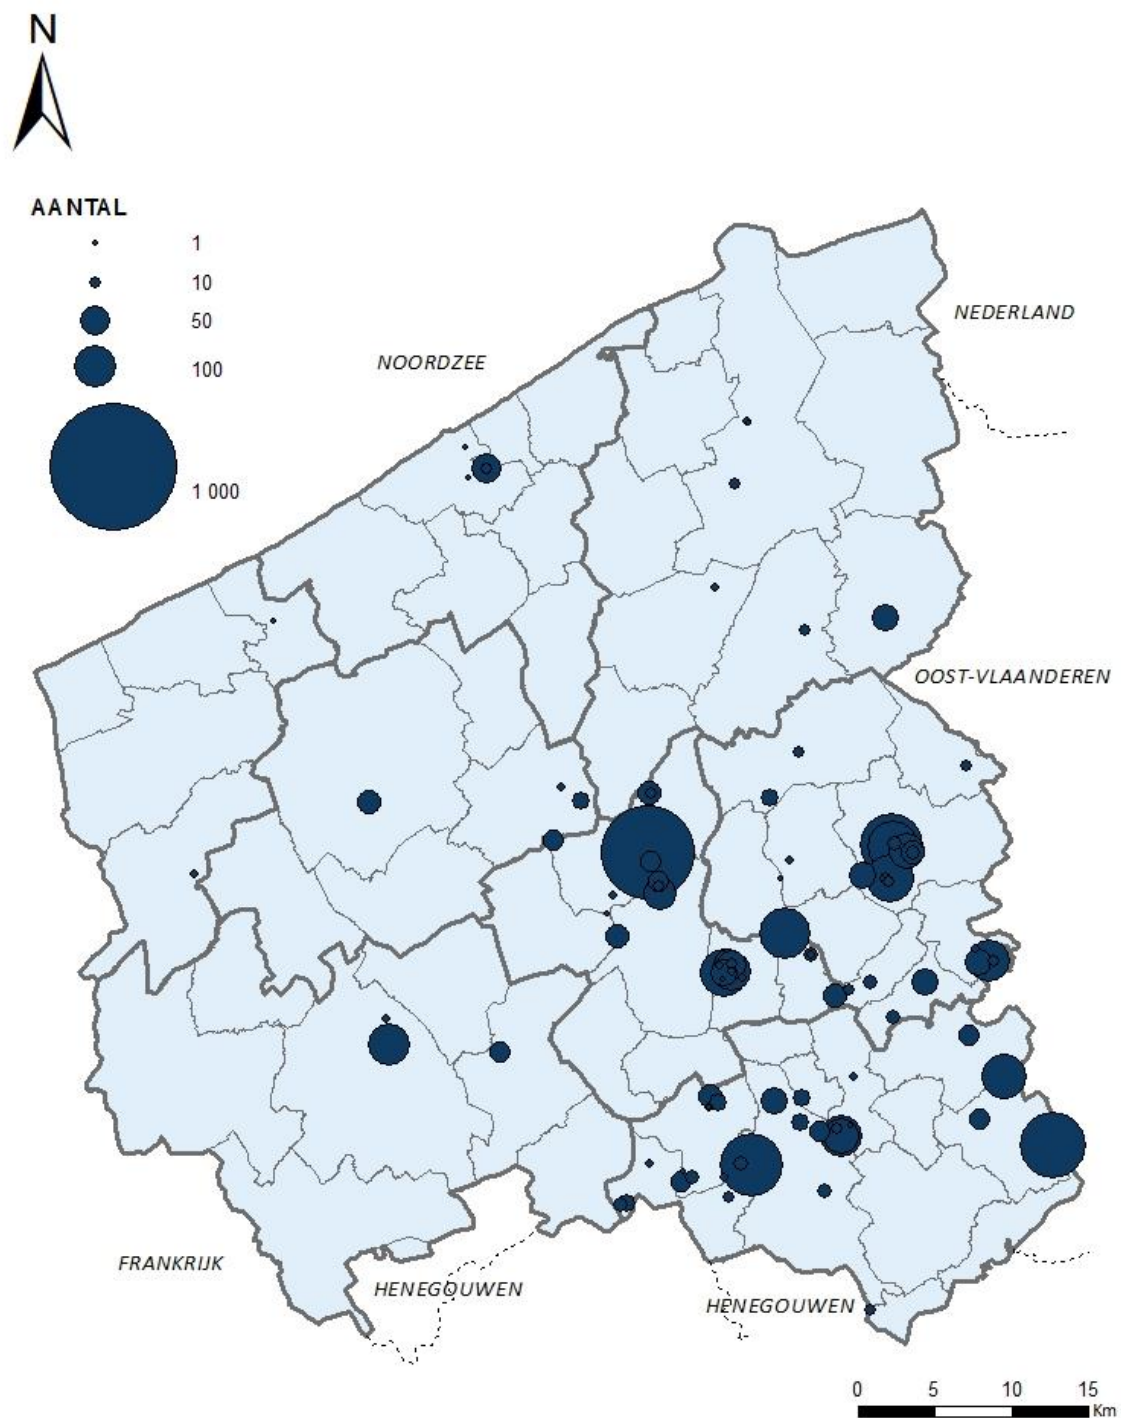 N
AANTAL
1
10
50
100
1 000
NEDERLAND
NOORDZEE
OOST-VLAANDEREN
FRANKRIJK
HENEGOUWEN
HENEGOUWEN
0 5 10 15
Km